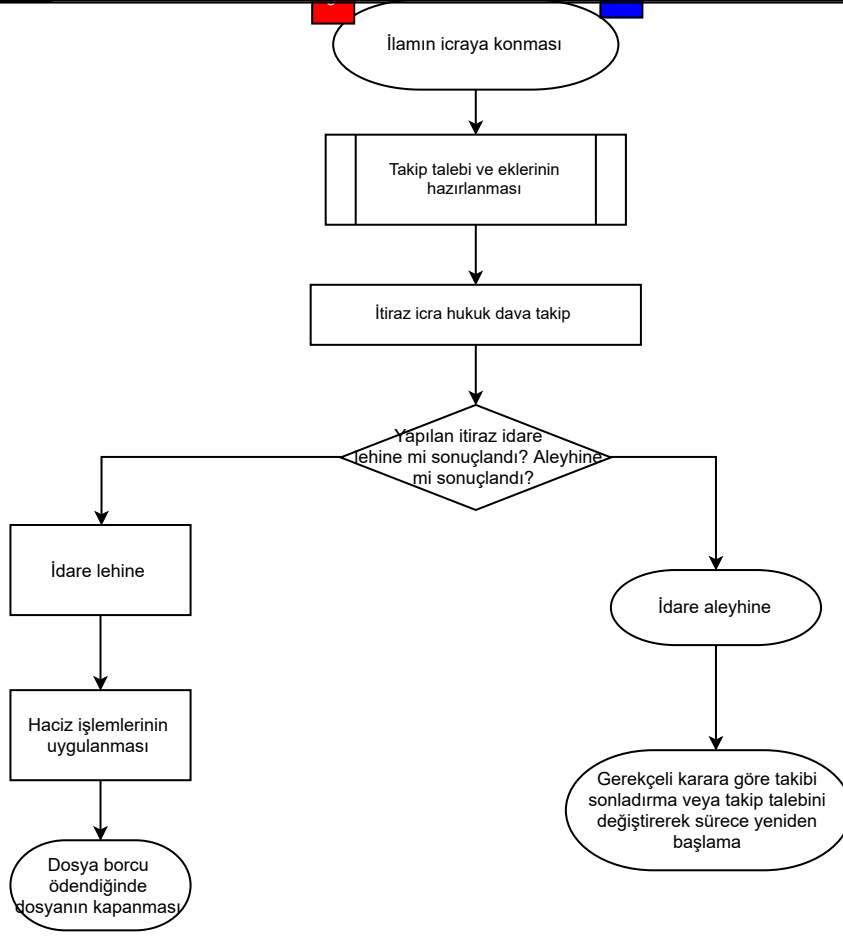 İlamın icraya konması
Takip talebi ve eklerinin
hazırlanması
İtiraz icra hukuk dava takip
Yapılan itiraz idare
lehine mi sonuçlandı? Aleyhine
mi sonuçlandı?
İdare lehine
İdare aleyhine
Haciz işlemlerinin
uygulanması
Gerekçeli karara göre takibi
sonladırma veya takip talebini
değiştirerek sürece yeniden
başlama
Dosya borcu
ödendiğinde
dosyanın kapanması